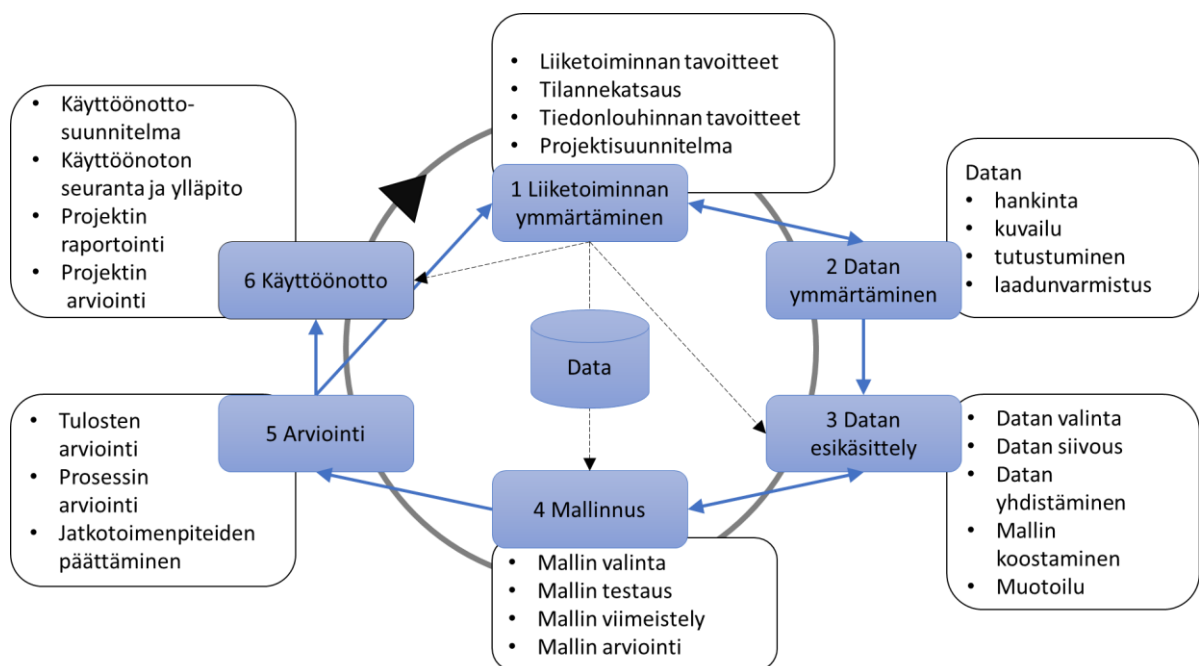 • Liiketoiminnan tavoitteet
• Tilannekatsaus
• Tiedonlouhinnan tavoitteet
• Projektisuunnitelma
1 Liiketoiminnan
ymmärtäminen
Datan
• hankinta
• kuvailu
• tutustuminen
• laadunvarmistus
2 Datan
ymmärtäminen
3 Datan
esikäsittely
• Datan valinta
• Datan siivous
• Datan
yhdistäminen
• Mallin
koostaminen
• Muotoilu
4 Mallinnus
• Mallin valinta
• Mallin testaus
• Mallin viimeistely
• Mallin arviointi
5 Arviointi
• Tulosten
arviointi
• Prosessin
arviointi
• Jatkotoimenpiteiden
päättäminen
6 Käyttöönotto
• Käyttöönotto-
suunnitelma
• Käyttöönoton
seuranta ja ylläpito
• Projektin
raportointi
• Projektin
arviointi
Data